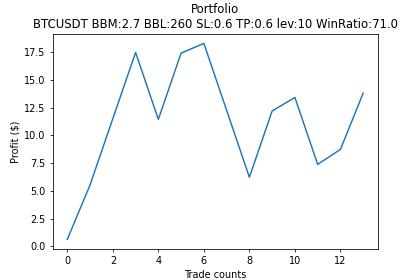 Portfolio
BTCUSDT BBM:2.7 BBL:260 SL:0.6 TP:0.6 lev:10 WinRatio:71.0
17.5
15.0
12.5
10.0
7.5
5.0
2.5
0.0
Profit ($)
0 2 4 6 8 10 12
Trade counts